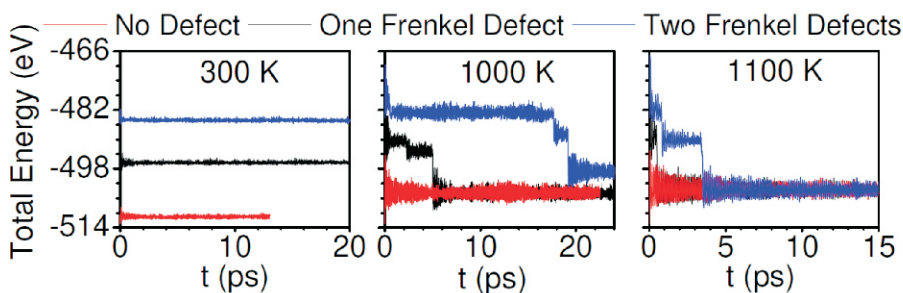 No Defect One Frenkel Defect Two Frenkel Defects
Total Energy (eV)
-466
-482
-498
-514
300 K
1000 K
1100 K
0 10 20
0 10 20
0 5 10 15
t (ps)
t (ps)
t (ps)